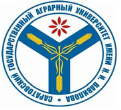 САРАТОВСКИЙ ГОСУДАРСТВЕННЫЙ АГРАРНЫЙ УНИВЕРСИТЕТ ИМЕНИ Н.И. ВАВИЛОВА